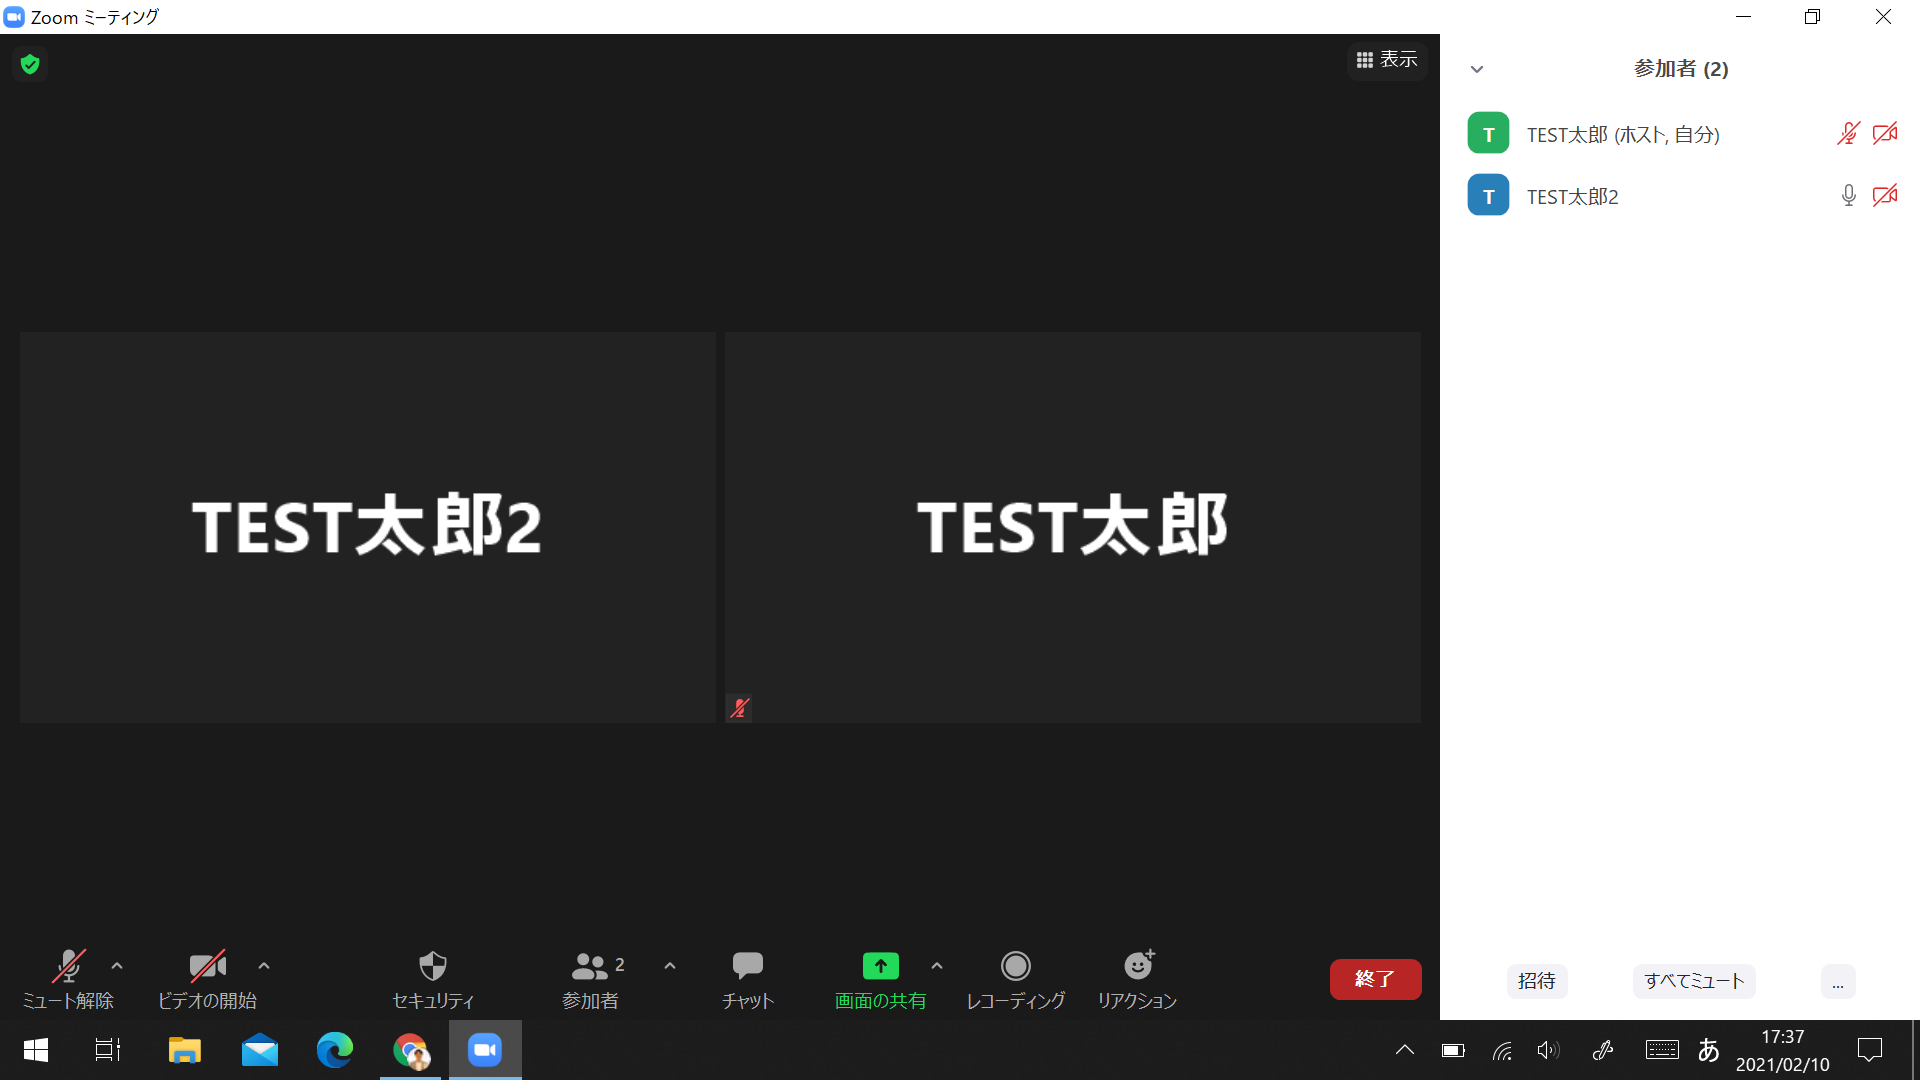 Zoom ミーティング
表示
参加者 (2)
T TEST太郎 (ホスト, 自分)
T TEST太郎2
TEST太郎2
TEST太郎
ミュート解除
ビデオの開始
セキュリティ
2
参加者
チャット
画面の共有
レコーディング
リアクション
終了
招待
すべてミュート
...
あ
17:37
2021/02/10